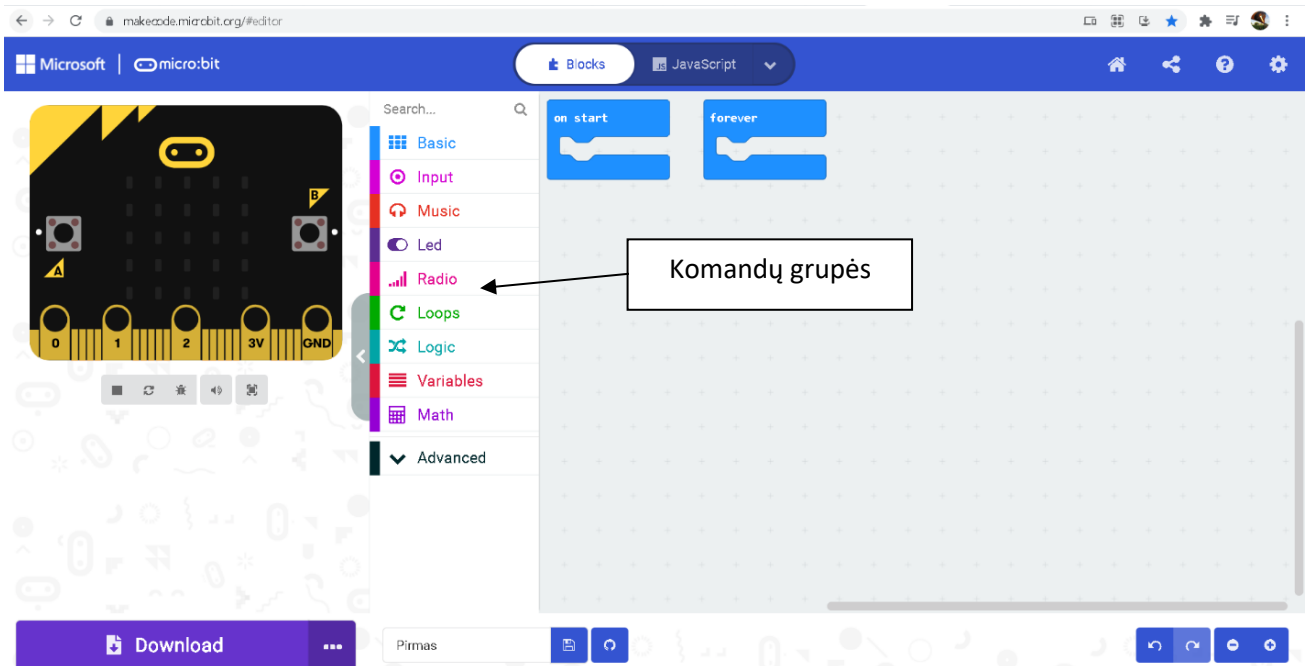 makecode.microbit.org/#editor
Microsoft | micro:bit
Blocks
JS JavaScript
Search...
Basic
Input
Music
Led
Radio
Loops
Logic
Variables
Math
Advanced
on start
forever
Komandų grupės
B
A
0 1 2 3V GND
Download
Pirmas